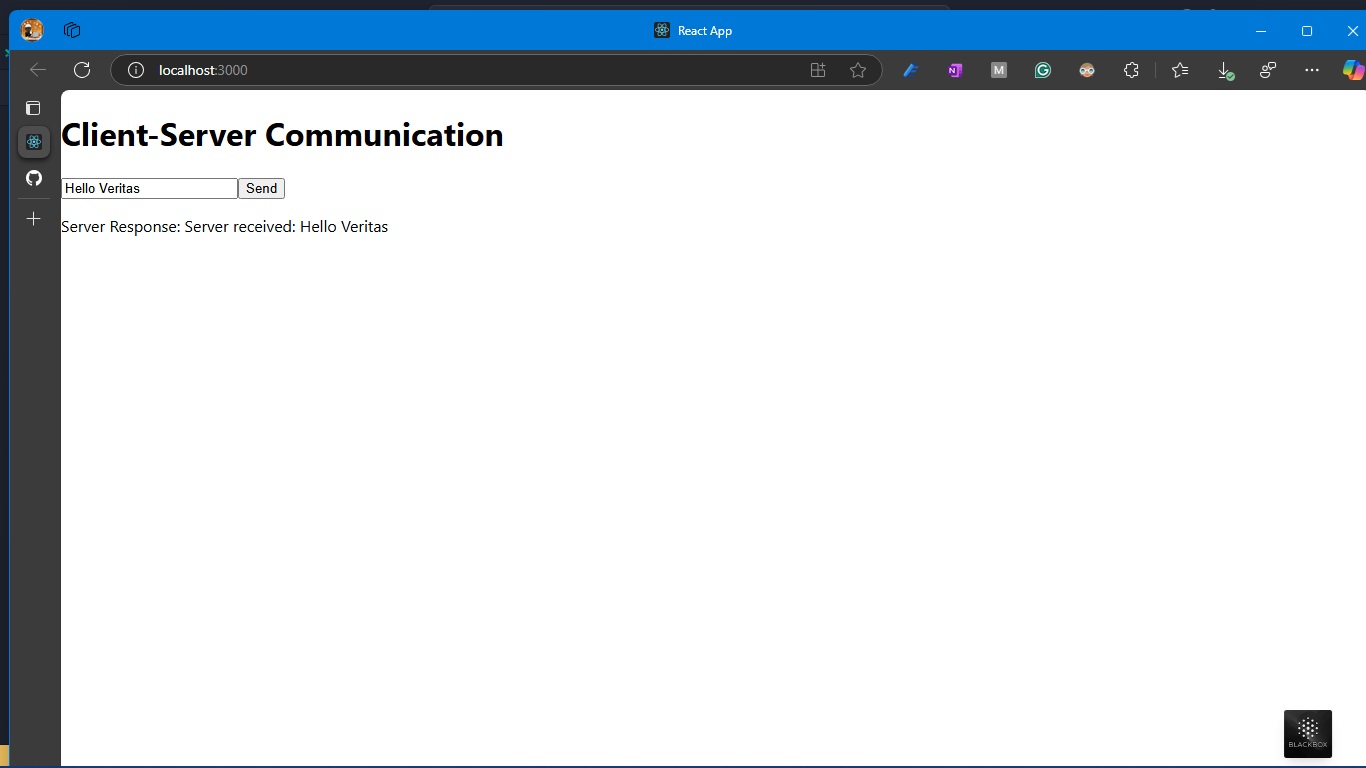 React App
localhost:3000
Client-Server Communication
Hello Veritas
Send
Server Response: Server received: Hello Veritas
N
M
G
BLACKBOX